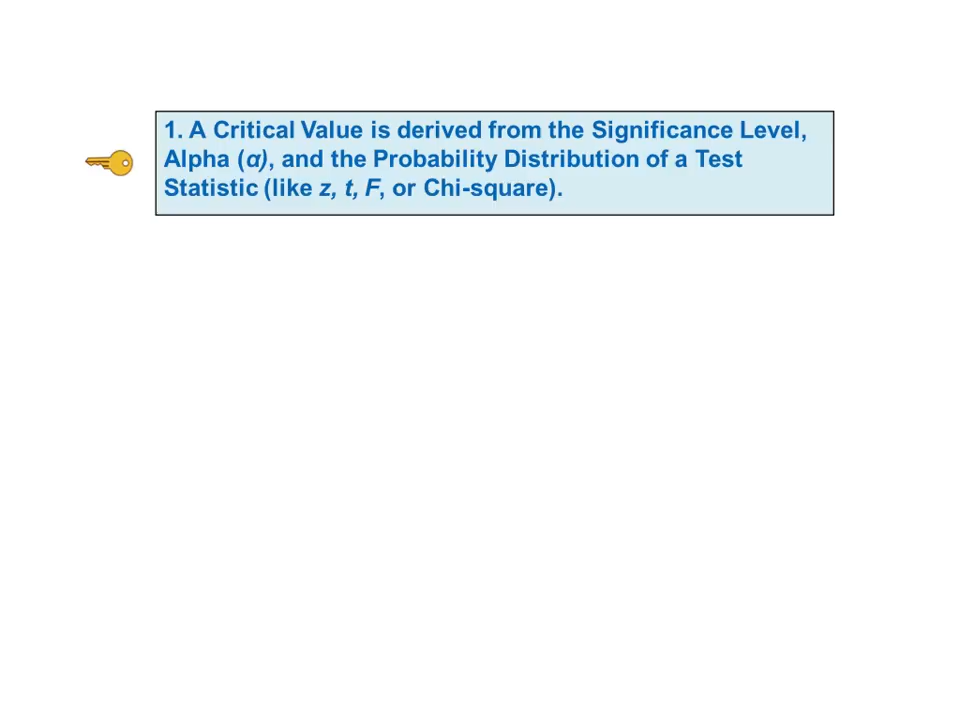 1. A Critical Value is derived from the Significance Level,
Alpha (α), and the Probability Distribution of a Test
Statistic (like z, t, F, or Chi-square).